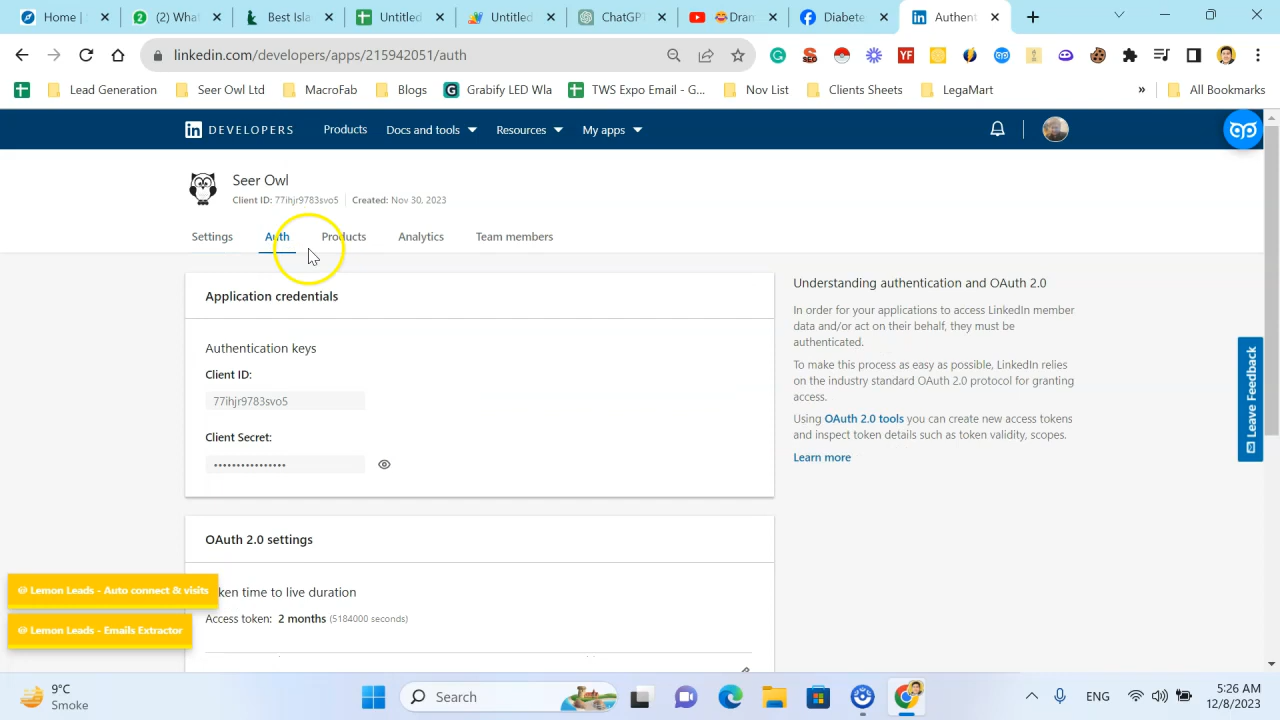 Home |
(2) What
Best Isla
Untitled
Untitled
ChatGPT
Dran
Diabete
Authent
linkedin.com/developers/apps/215942051/auth
Lead Generation
Seer Owl Ltd
MacroFab
Blogs
Grabify LED Wla
TWS Expo Email - G...
Nov List
Clients Sheets
LegaMart
»
All Bookmarks
in DEVELOPERS
Products
Docs and tools
Resources
My apps
Seer Owl
Client ID: 77ihjr9783svo5 | Created: Nov 30, 2023
Settings
Auth
Products
Analytics
Team members
Application credentials
Authentication keys
Client ID:
77ihjr9783svo5
Client Secret:
••••••••••••••••
OAuth 2.0 settings
ken time to live duration
Access token: 2 months (5184000 seconds)
Understanding authentication and OAuth 2.0
In order for your applications to access LinkedIn member
data and/or act on their behalf, they must be
authenticated.
To make this process as easy as possible, LinkedIn relies
on the industry standard OAuth 2.0 protocol for granting
access.
Using OAuth 2.0 tools you can create new access tokens
and inspect token details such as token validity, scopes.
Learn more
Leave Feedback
@ Lemon Leads - Auto connect & visits
@ Lemon Leads - Emails Extractor
9°C
Smoke
Search
ENG
5:26 AM
12/8/2023